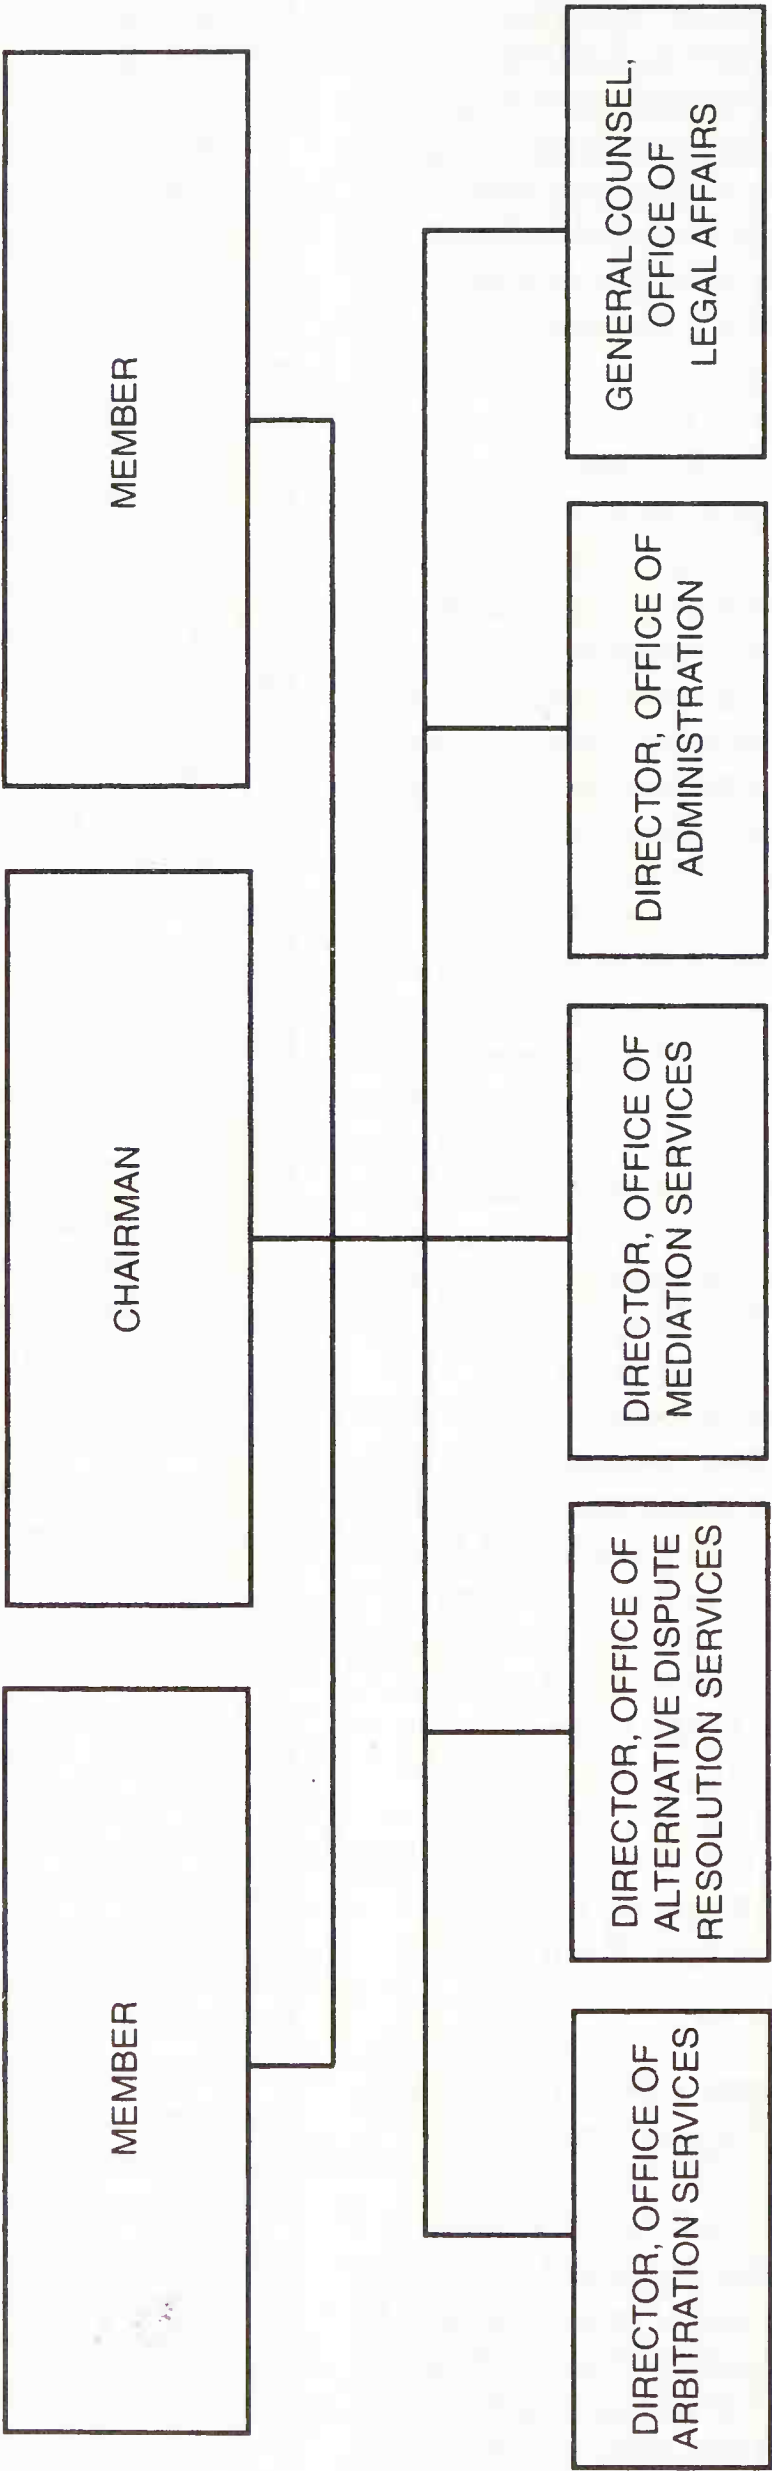 MEMBER
CHAIRMAN
MEMBER
DIRECTOR, OFFICE OF
ARBITRATION SERVICES
DIRECTOR, OFFICE OF
ALTERNATIVE DISPUTE
RESOLUTION SERVICES
DIRECTOR, OFFICE OF
MEDIATION SERVICES
DIRECTOR, OFFICE OF
ADMINISTRATION
GENERAL COUNSEL,
OFFICE OF
LEGAL AFFAIRS